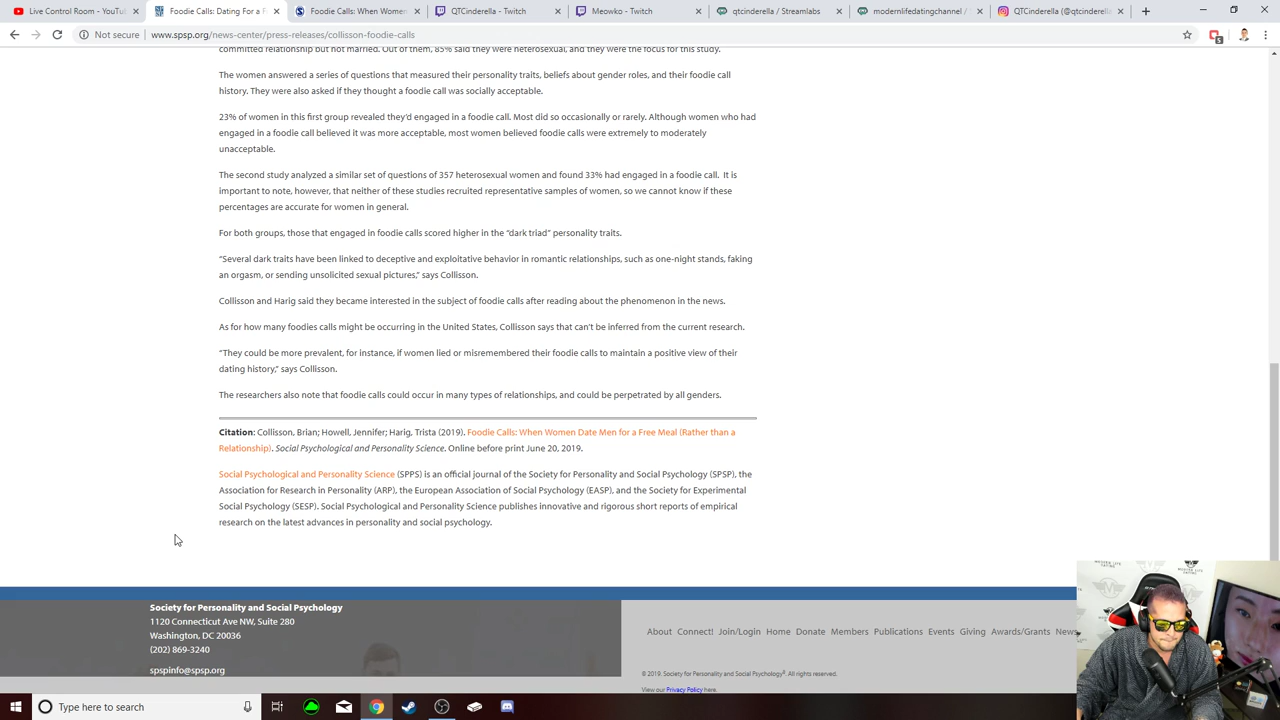 Live Control Room - YouTu
Foodie Calls: Dating For a F
Foodie Calls: When Women
QTCinderella - Twitch
Meowko - Twitch
qtcinderella / Streamlabs
modernlifedatingchannel /
QTCinderella (@qtcinderella
Not secure www.spsp.org/news-center/press-releases/collisson-foodie-calls
committed relationship but not married. Out of them, 85% said they were heterosexual, and they were the focus for this study.
The women answered a series of questions that measured their personality traits, beliefs about gender roles, and their foodie call
history. They were also asked if they thought a foodie call was socially acceptable.
23% of women in this first group revealed they'd engaged in a foodie call. Most did so occasionally or rarely. Although women who had
engaged in a foodie call believed it was more acceptable, most women believed foodie calls were extremely to moderately
unacceptable.
The second study analyzed a similar set of questions of 357 heterosexual women and found 33% had engaged in a foodie call. It is
important to note, however, that neither of these studies recruited representative samples of women, so we cannot know if these
percentages are accurate for women in general.
For both groups, those that engaged in foodie calls scored higher in the “dark triad” personality traits.
“Several dark traits have been linked to deceptive and exploitative behavior in romantic relationships, such as one-night stands, faking
an orgasm, or sending unsolicited sexual pictures,” says Collisson.
Collisson and Harig said they became interested in the subject of foodie calls after reading about the phenomenon in the news.
As for how many foodies calls might be occurring in the United States, Collisson says that can't be inferred from the current research.
“They could be more prevalent, for instance, if women lied or misremembered their foodie calls to maintain a positive view of their
dating history,” says Collisson.
The researchers also note that foodie calls could occur in many types of relationships, and could be perpetrated by all genders.
Citation: Collisson, Brian; Howell, Jennifer; Harig, Trista (2019). Foodie Calls: When Women Date Men for a Free Meal (Rather than a
Relationship). Social Psychological and Personality Science. Online before print June 20, 2019.
Social Psychological and Personality Science (SPPS) is an official journal of the Society for Personality and Social Psychology (SPSP), the
Association for Research in Personality (ARP), the European Association of Social Psychology (EASP), and the Society for Experimental
Social Psychology (SESP). Social Psychological and Personality Science publishes innovative and rigorous short reports of empirical
research on the latest advances in personality and social psychology.
Society for Personality and Social Psychology
1120 Connecticut Ave NW, Suite 280
Washington, DC 20036
(202) 869-3240
spspinfo@spsp.org
About Connect! Join/Login Home Donate Members Publications Events Giving Awards/Grants News
© 2019. Society for Personality and Social Psychology®. All rights reserved.
View our Privacy Policy here.
Type here to search